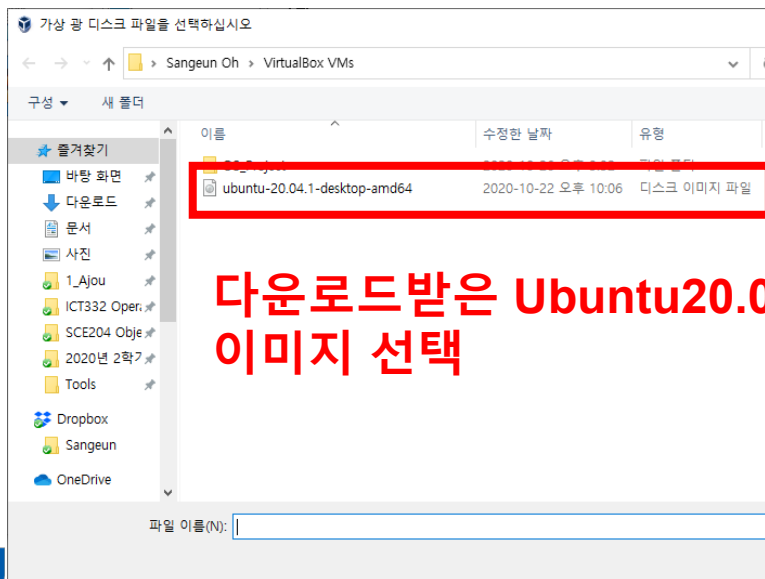 가상 광 디스크 파일을 선택하십시오
Sangeun Oh › VirtualBox VMs
구성 새 폴더
이름 수정한 날짜 유형
즐겨찾기
바탕 화면
ubuntu-20.04.1-desktop-amd64 2020-10-22 오후 10:06 디스크 이미지 파일
다운로드
문서
사진
1_Ajou
ICT332 Oper
SCE204 Obje
2020년 2학기
Tools
Dropbox
Sangeun
OneDrive
다운로드받은 Ubuntu20.0
이미지 선택
파일 이름(N):